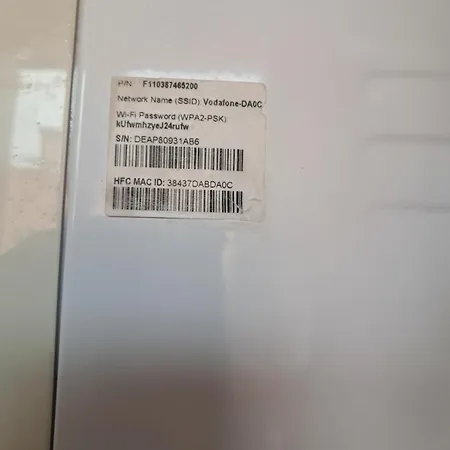 P/N: F110387465200
Network Name (SSID) Vodafone-DA0C
Wi-Fi Password (WPA2-PSK)
kUfwmhzyeJ24rufw
S/N: DEAP80931AB6
HFC MAC ID: 38437DABDA0C